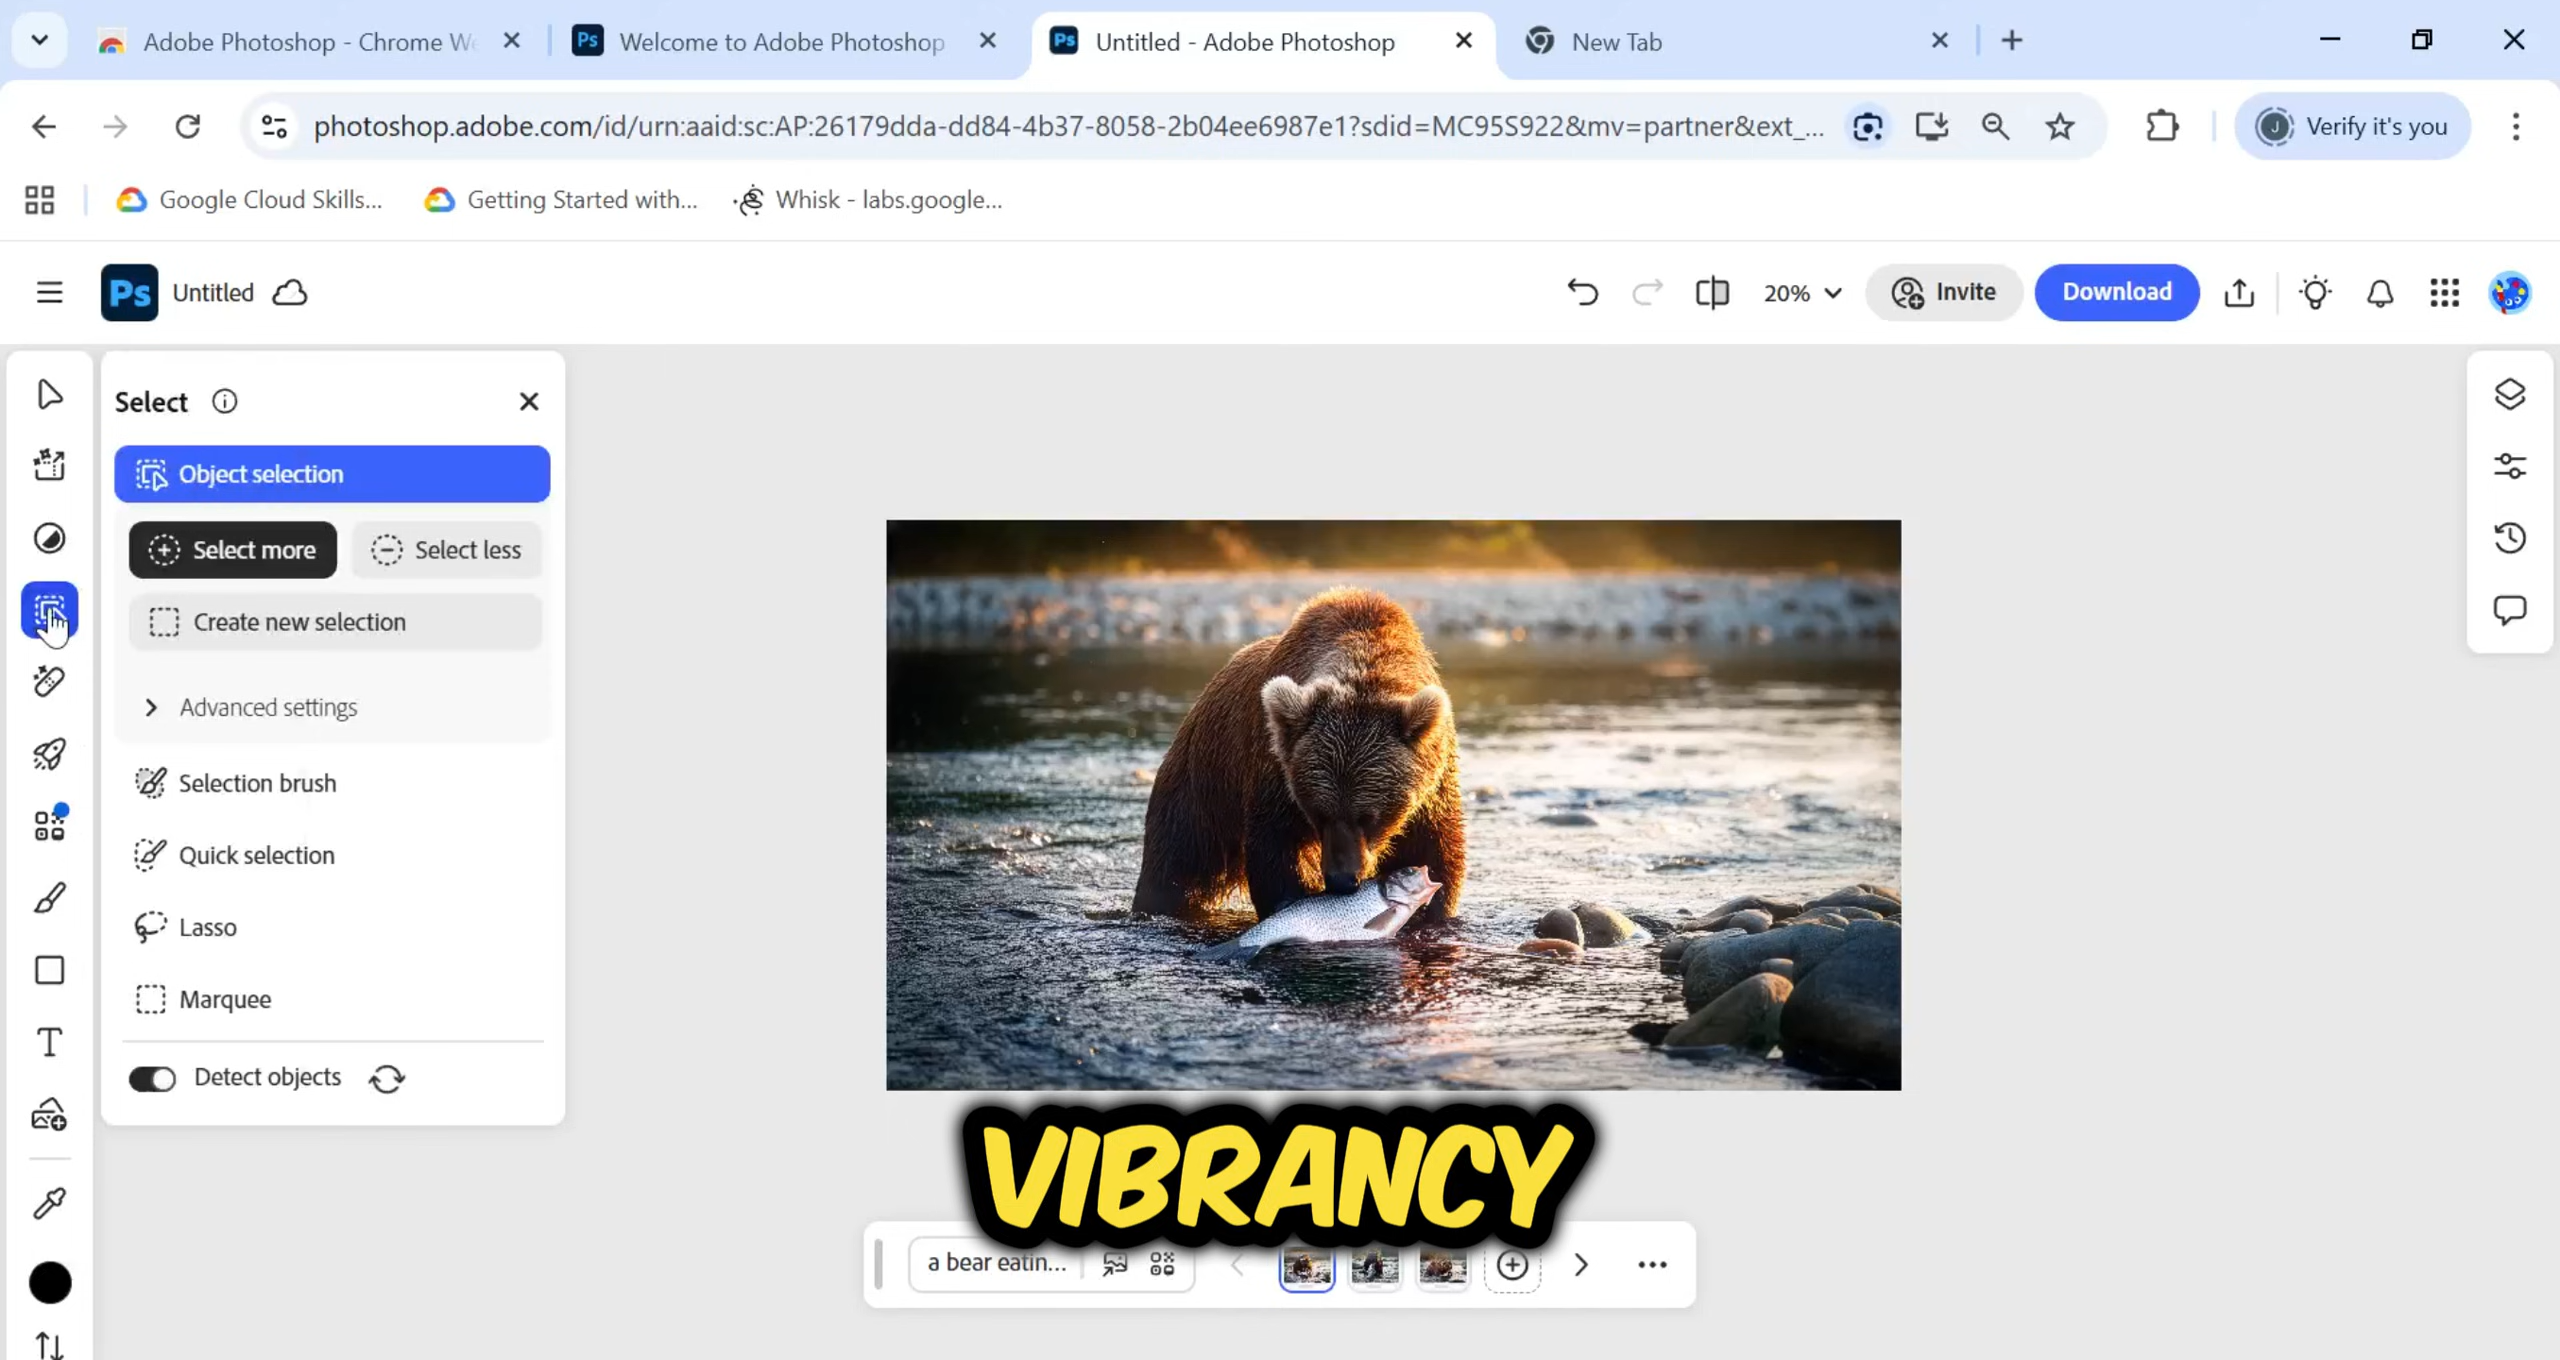 Adobe Photoshop - Chrome We
Welcome to Adobe Photoshop
Untitled - Adobe Photoshop
New Tab
photoshop.adobe.com/id/urn:aaid:sc:AP:26179dda-dd84-4b37-8058-2b04ee6987e1?sdid=MC95S922&mv=partner&ext_...
J
Verify it's you
Google Cloud Skills...
Getting Started with...
Whisk - labs.google...
Ps
Untitled
20%
Invite
Download
Select
Object selection
Select more
Select less
Create new selection
Advanced settings
Selection brush
Quick selection
Lasso
Marquee
Detect objects
VIBRANCY
a bear eatin...